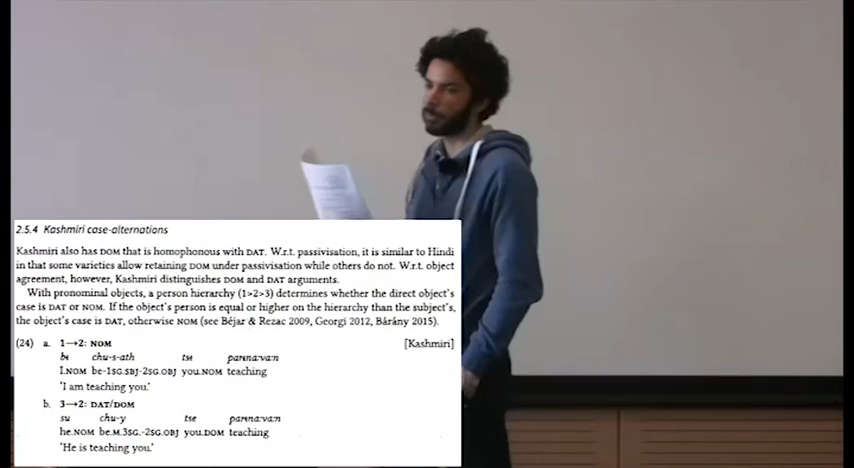 2.5.4 Kashmiri case-alternations
Kashmiri also has DOM that is homophonous with DAT. W.r.t. passivisation, it is similar to Hindi
in that some varieties allow retaining DOM under passivisation while others do not. W.r.t. object
agreement, however, Kashmiri distinguishes DOM and DAT arguments.
With pronominal objects, a person hierarchy (1>2>3) determines whether the direct object's
case is DAT or NOM. If the object's person is equal or higher on the hierarchy than the subject's,
the object's case is DAT, otherwise NOM (see Béjar & Rezac 2009, Georgi 2012, Bárány 2015).
(24) a. 1→2: NOM [Kashmiri]
bɨ chu-s-ath tsɨ parɨna:va:n
I.NOM be-1SG.SBJ-2SG.OBJ you.NOM teaching
'I am teaching you.'
b. 3→2: DAT/DOM
su chu-y tse parɨna:va:n
he.NOM be.M.3SG.-2SG.OBJ you.DOM teaching
'He is teaching you.'